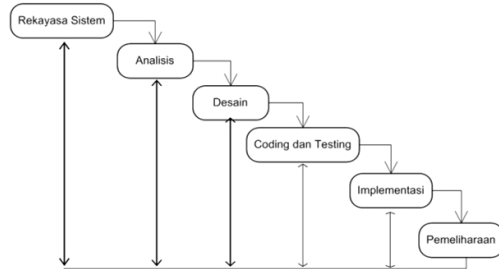 Rekayasa Sistem
Analisis
Desain
Coding dan Testing
Implementasi
Pemeliharaan